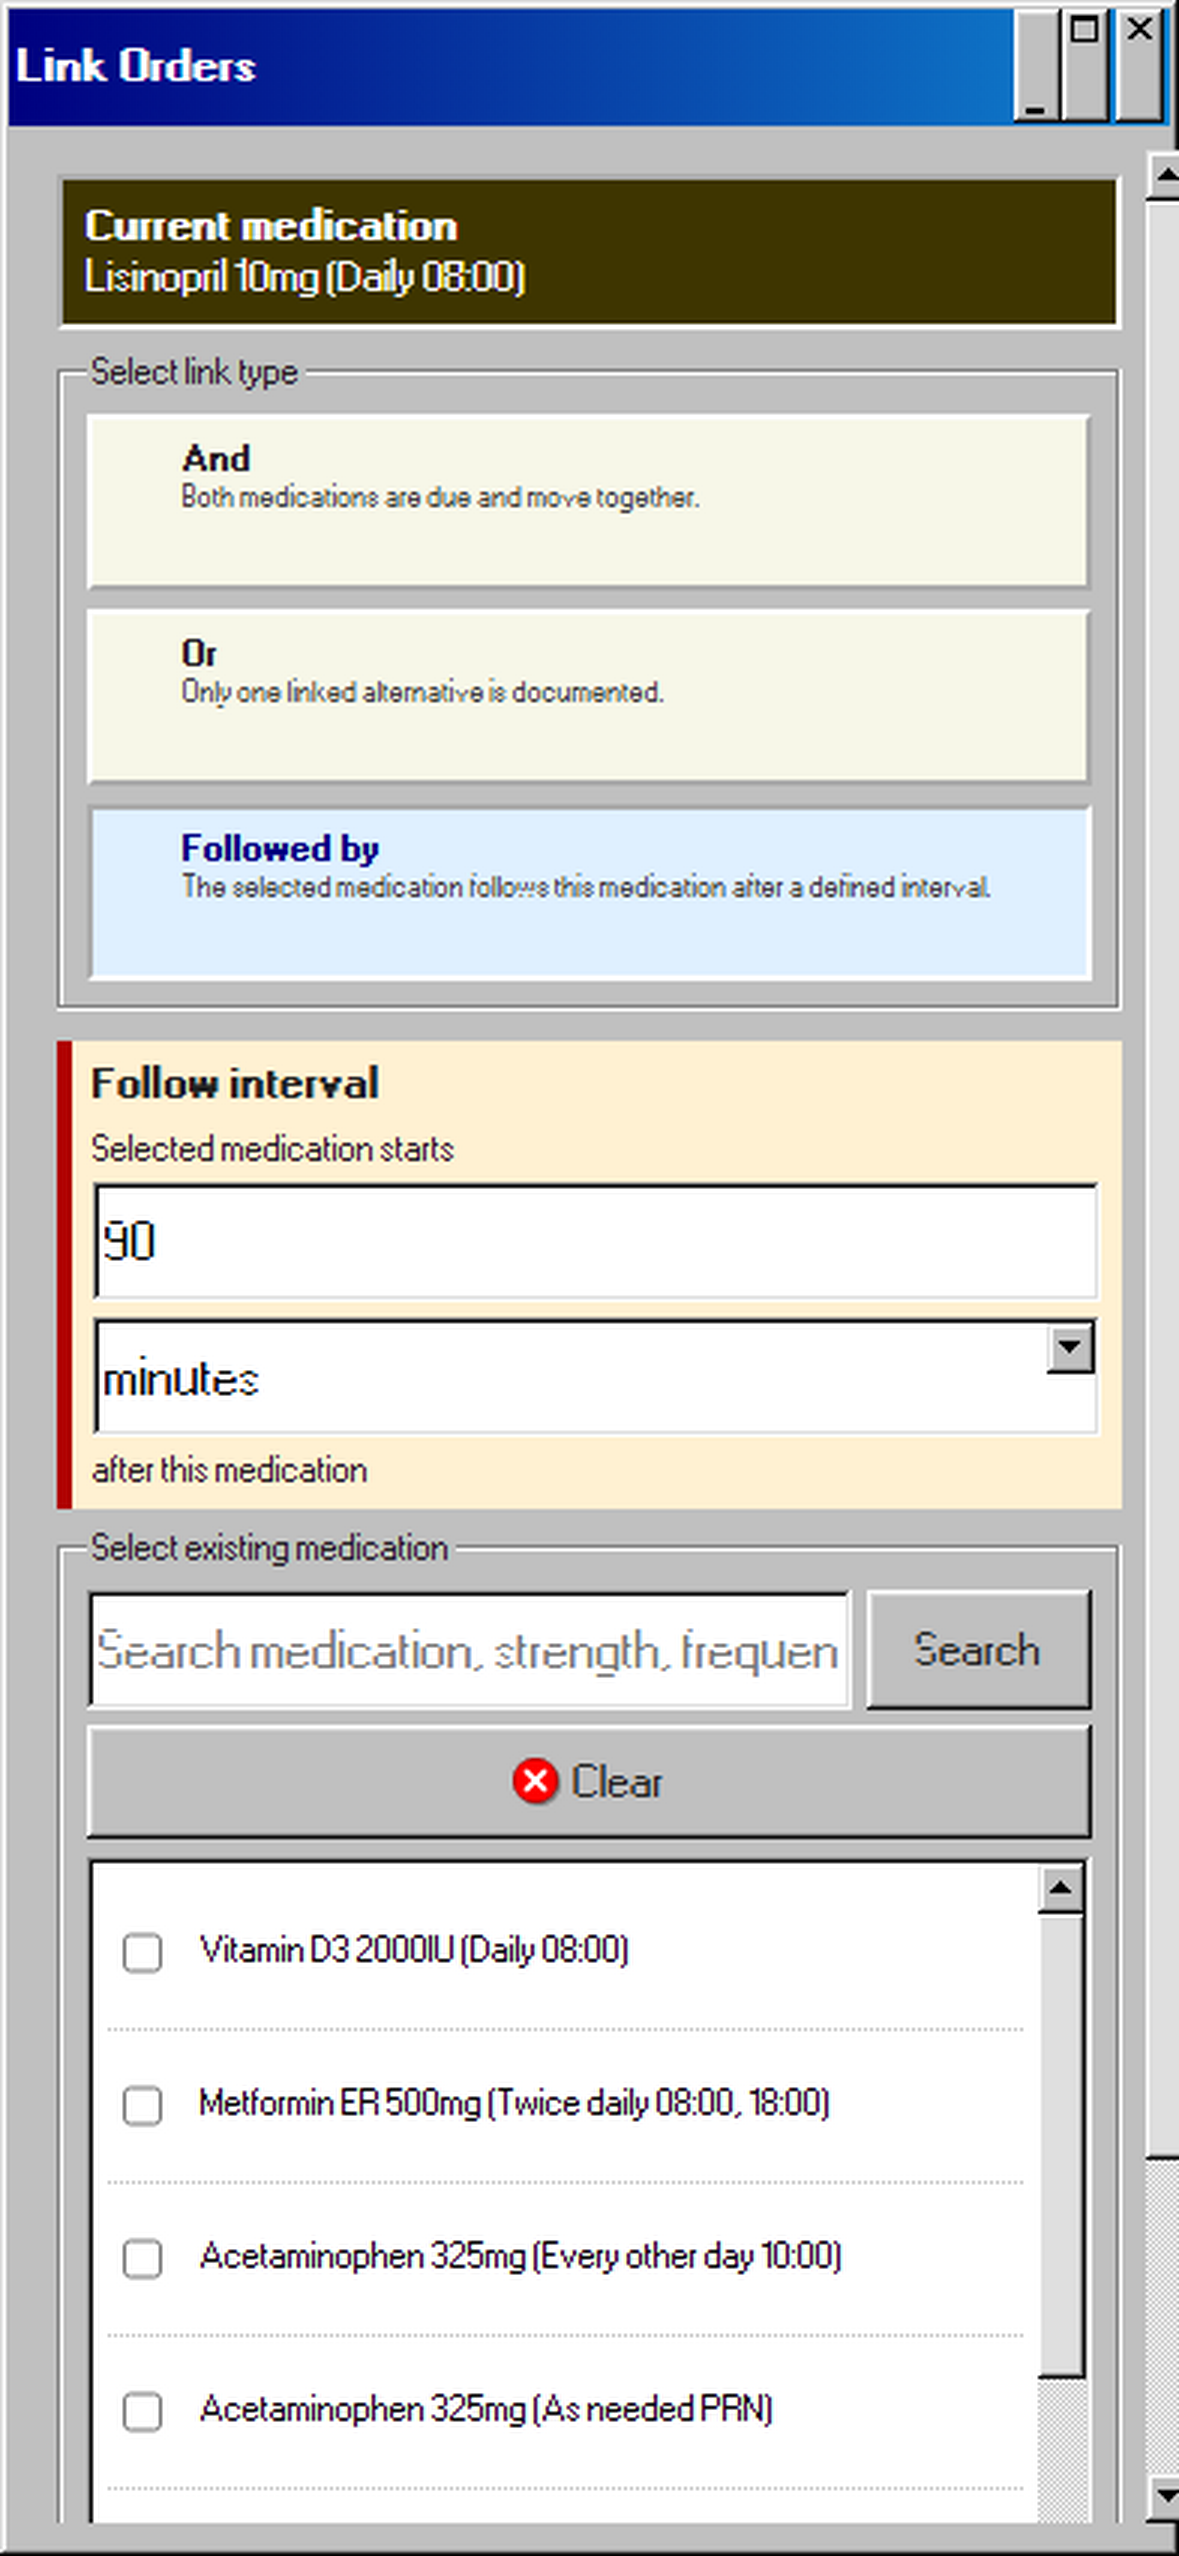 Link Orders
Current medication
Lisinopril 10mg (Daily 08:00)
Select link type
And
Both medications are due and move together.
Or
Only one linked alternative is documented.
Followed by
The selected medication follows this medication after a defined interval.
Follow interval
Selected medication starts
90
minutes
after this medication
Select existing medication
Search medication, strength, frequen
Search
Clear
Vitamin D3 2000IU (Daily 08:00)
Metformin ER 500mg (Twice daily 08:00, 18:00)
Acetaminophen 325mg (Every other day 10:00)
Acetaminophen 325mg (As needed PRN)